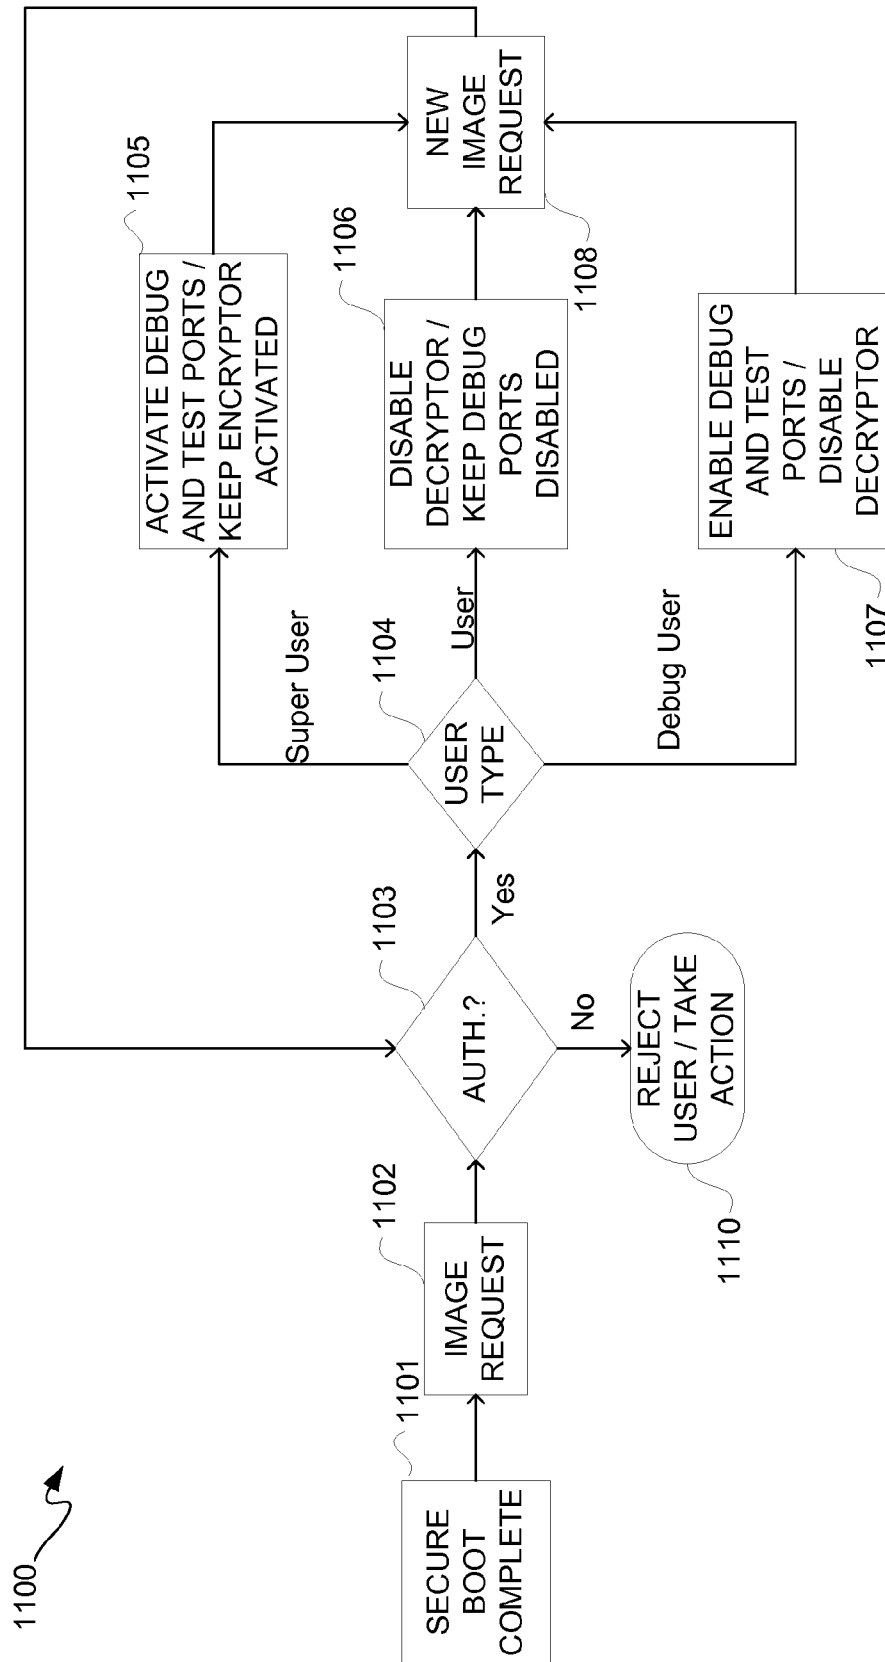 1100
SECURE
BOOT
COMPLETE
1101
IMAGE
REQUEST
1102
AUTH.?
1103
No
REJECT
USER / TAKE
ACTION
1110
Yes
USER
TYPE
1104
Super User
ACTIVATE DEBUG
AND TEST PORTS /
KEEP ENCRYPTOR
ACTIVATED
1105
User
DISABLE
DECRYPTOR /
KEEP DEBUG
PORTS
DISABLED
1106
Debug User
ENABLE DEBUG
AND TEST
PORTS /
DISABLE
DECRYPTOR
1107
NEW
IMAGE
REQUEST
1108